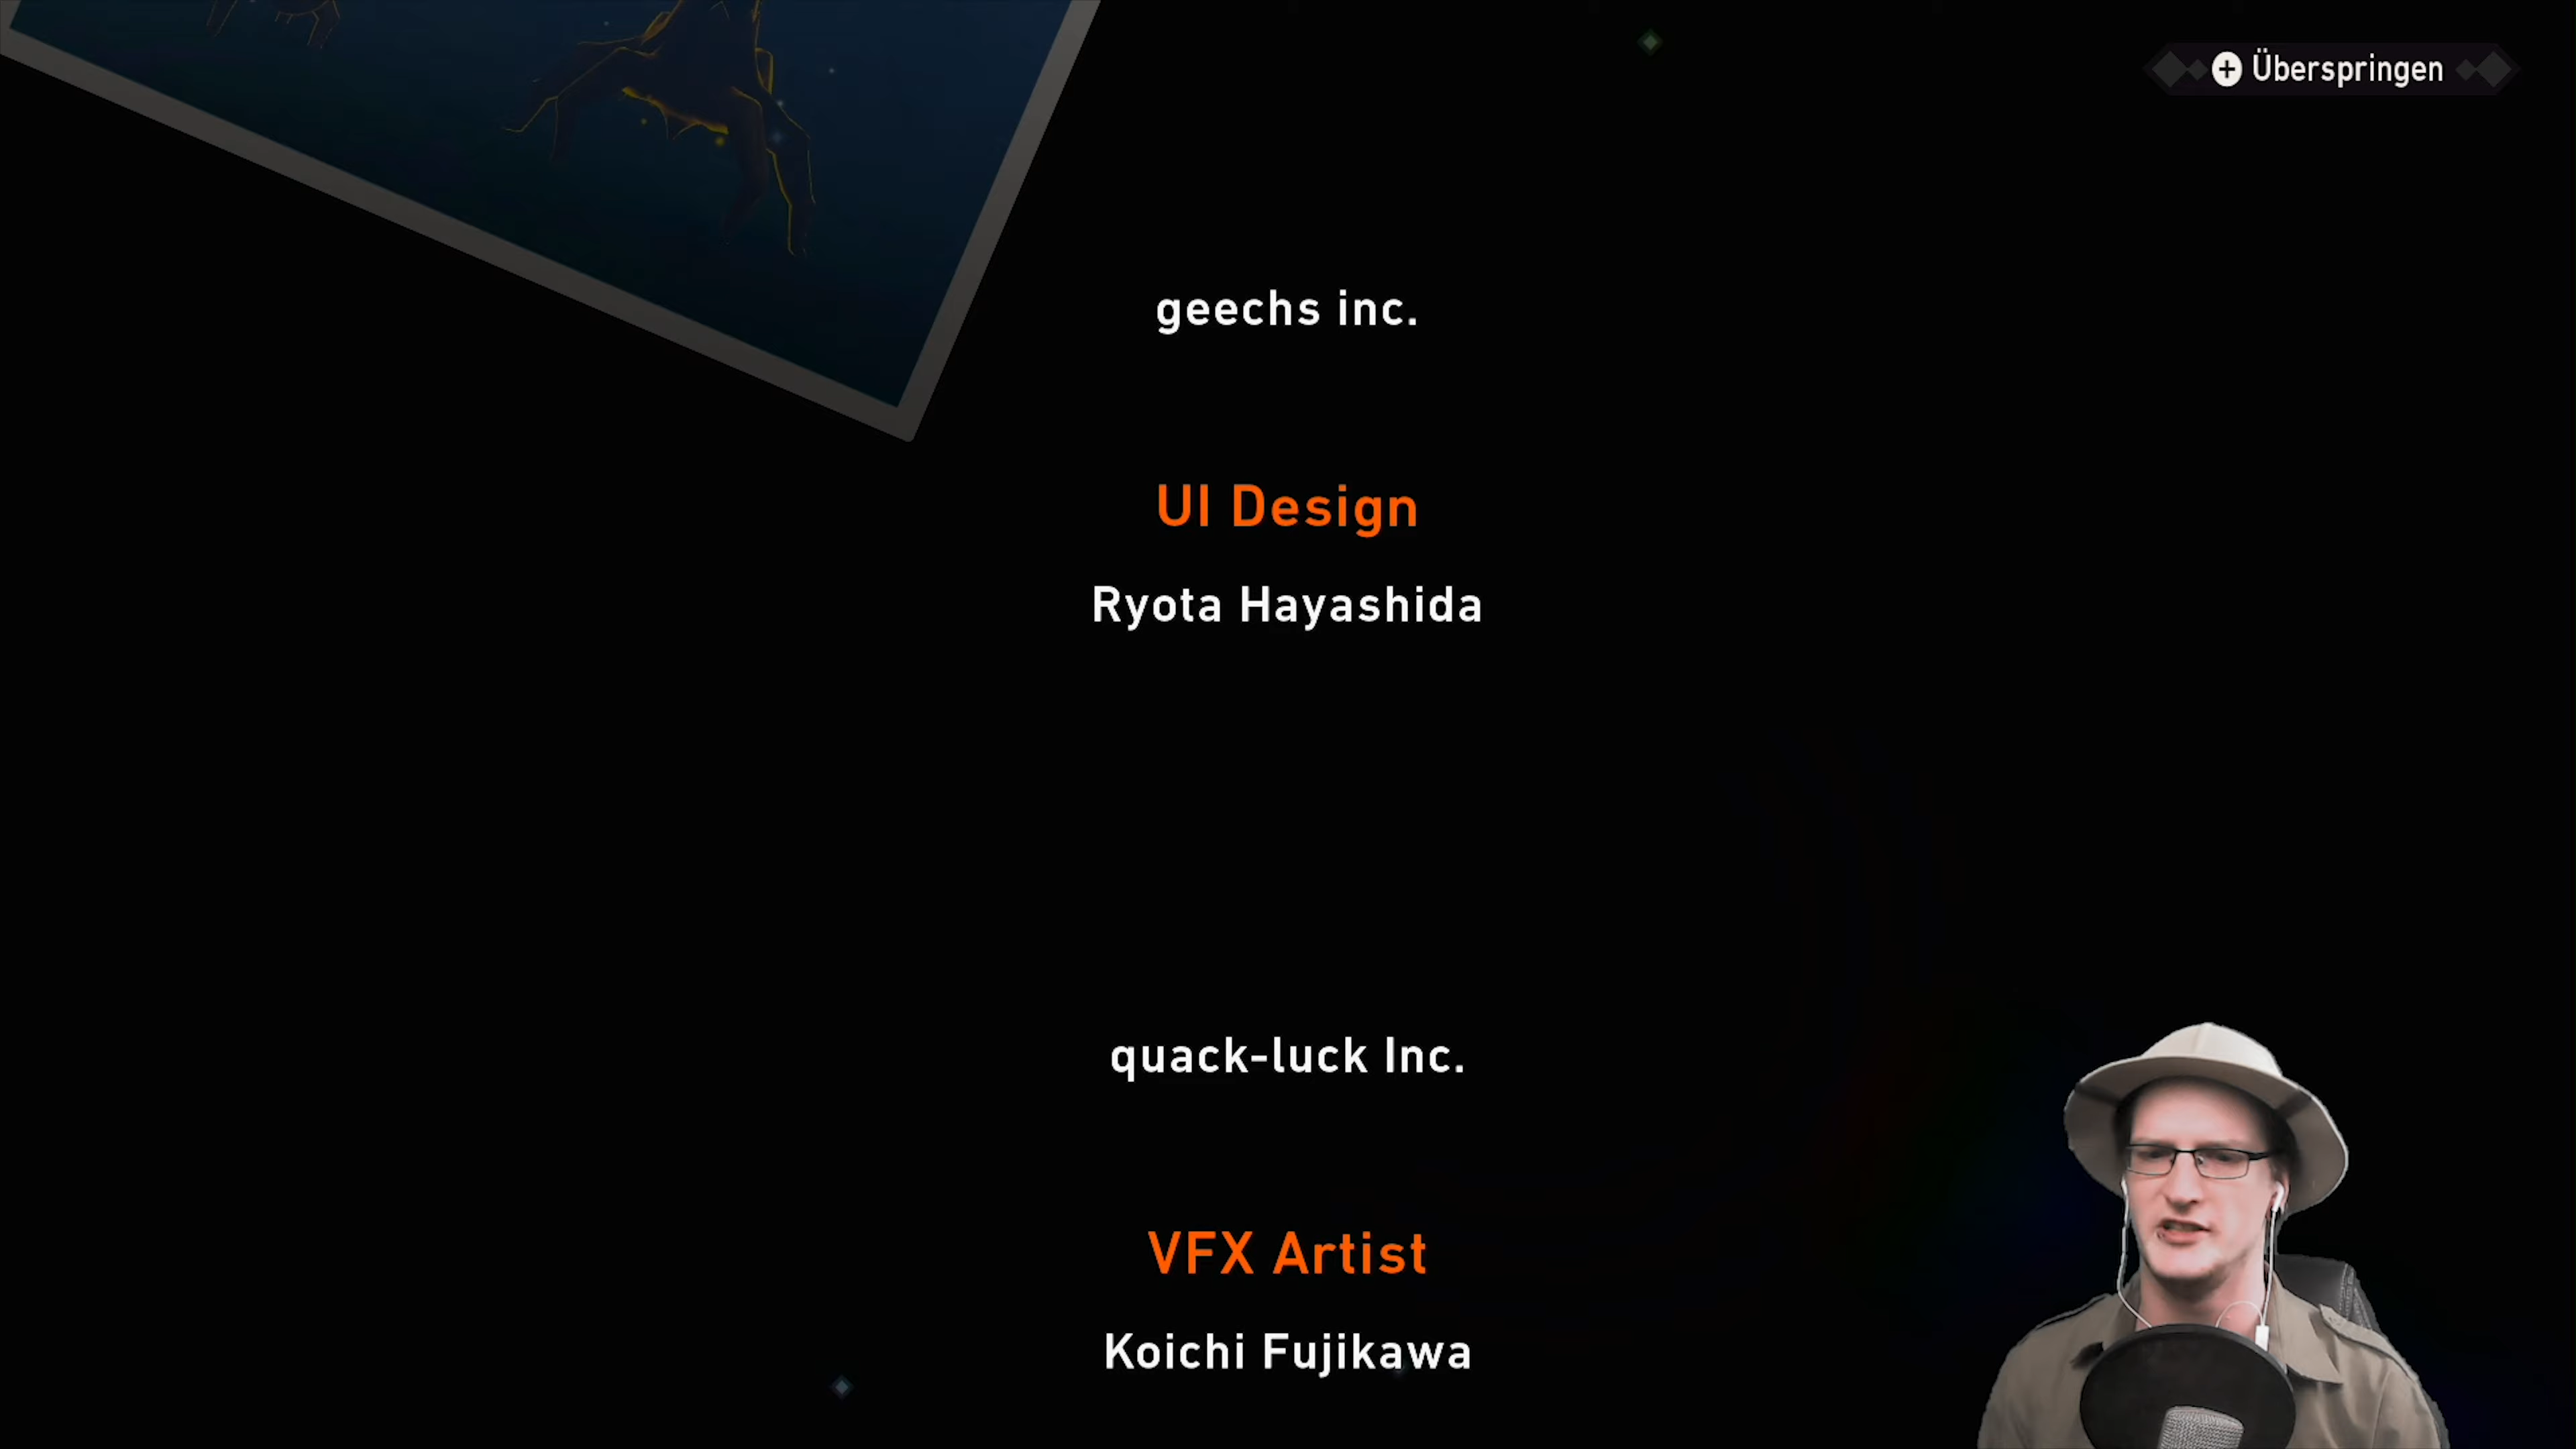 Überspringen
geechs inc.
UI Design
Ryota Hayashida
quack-luck Inc.
VFX Artist
Koichi Fujikawa